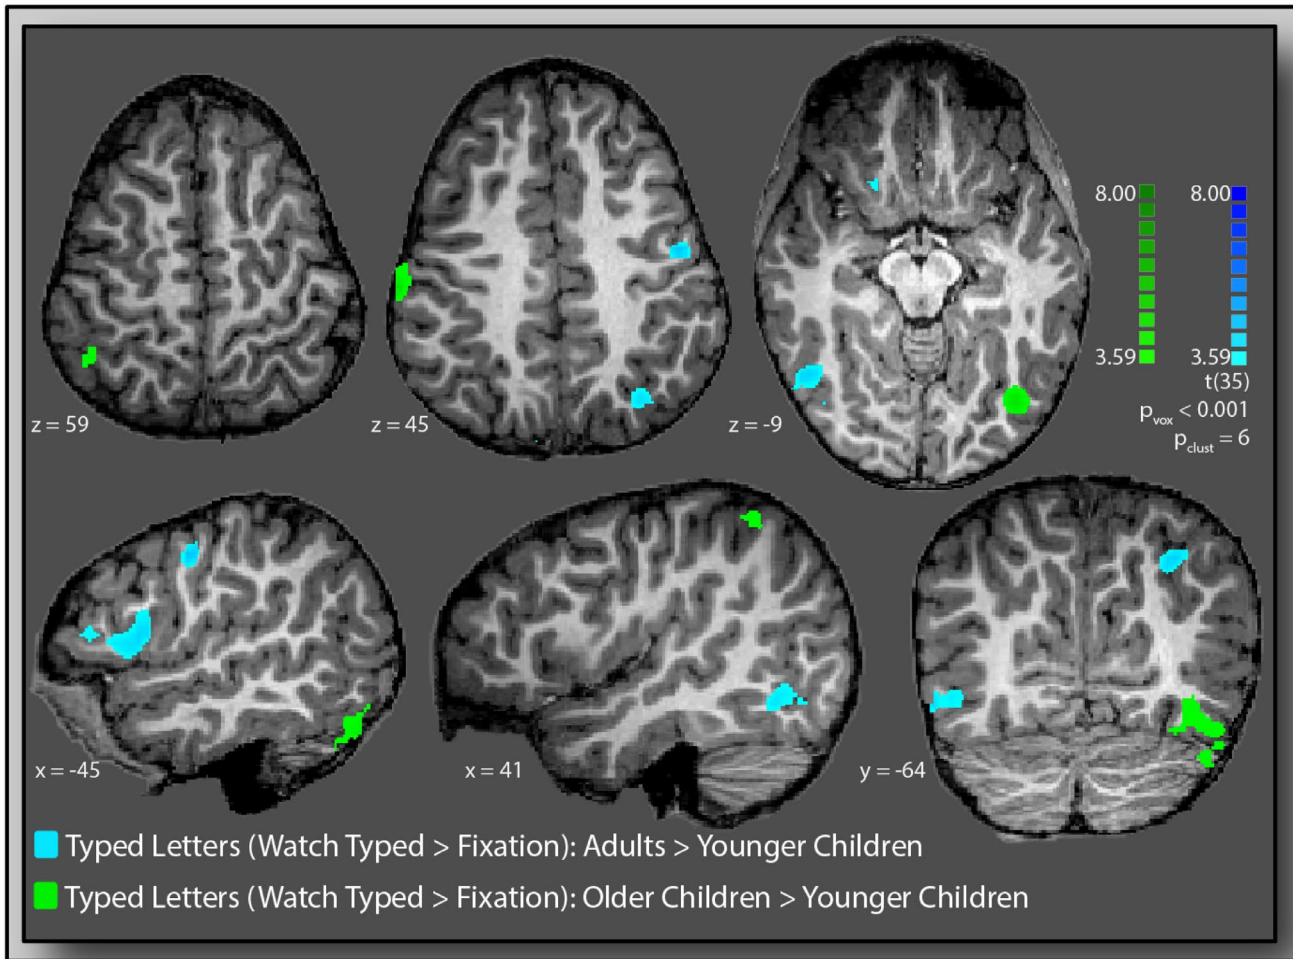 z = 59
z = 45
z = -9
8.00
8.00
3.59
3.59
t(35)
pvox < 0.001
pclust = 6
x = -45
x = 41
y = -64
Typed Letters (Watch Typed > Fixation): Adults > Younger Children
Typed Letters (Watch Typed > Fixation): Older Children > Younger Children